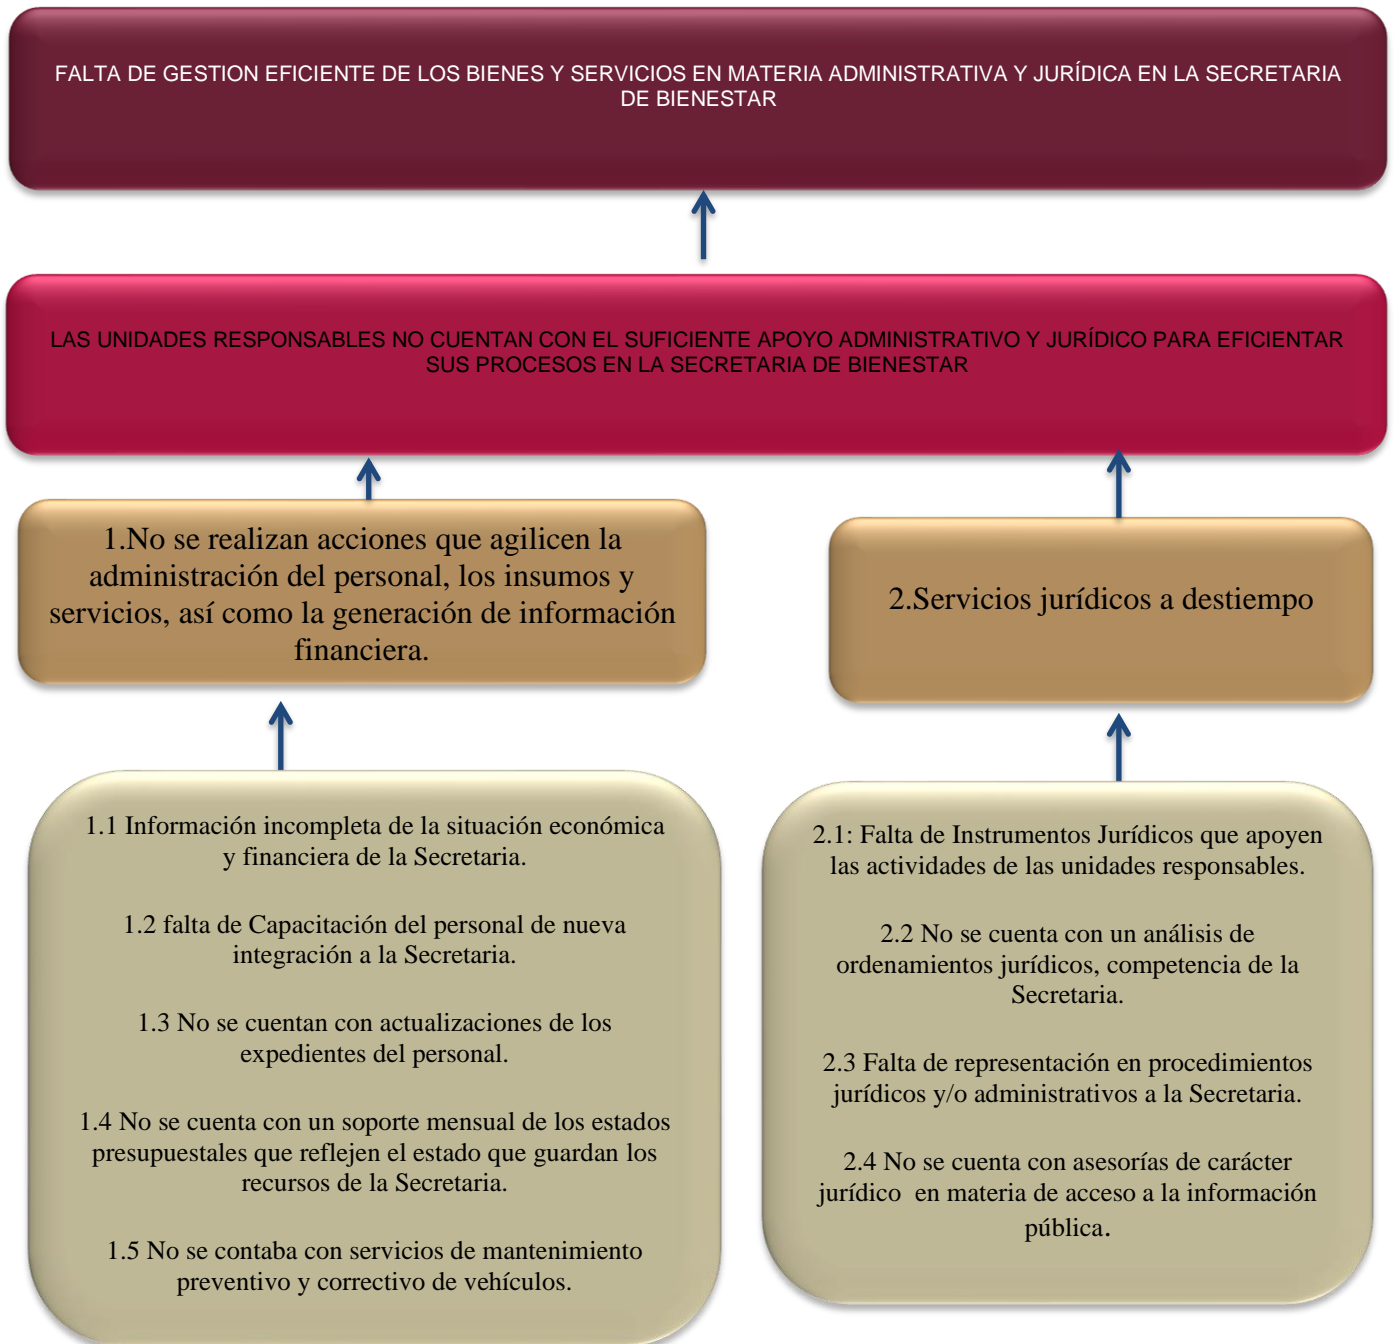 FALTA DE GESTION EFICIENTE DE LOS BIENES Y SERVICIOS EN MATERIA ADMINISTRATIVA Y JURÍDICA EN LA SECRETARIA
DE BIENESTAR
LAS UNIDADES RESPONSABLES NO CUENTAN CON EL SUFICIENTE APOYO ADMINISTRATIVO Y JURÍDICO PARA EFICIENTAR
SUS PROCESOS EN LA SECRETARIA DE BIENESTAR
1.No se realizan acciones que agilicen la
administración del personal, los insumos y
servicios, así como la generación de información
financiera.
2.Servicios jurídicos a destiempo
1.1 Información incompleta de la situación económica
y financiera de la Secretaria.
1.2 falta de Capacitación del personal de nueva
integración a la Secretaria.
1.3 No se cuentan con actualizaciones de los
expedientes del personal.
1.4 No se cuenta con un soporte mensual de los estados
presupuestales que reflejen el estado que guardan los
recursos de la Secretaria.
1.5 No se contaba con servicios de mantenimiento
preventivo y correctivo de vehículos.
2.1: Falta de Instrumentos Jurídicos que apoyen
las actividades de las unidades responsables.
2.2 No se cuenta con un análisis de
ordenamientos jurídicos, competencia de la
Secretaria.
2.3 Falta de representación en procedimientos
jurídicos y/o administrativos a la Secretaria.
2.4 No se cuenta con asesorías de carácter
jurídico  en materia de acceso a la información
pública.